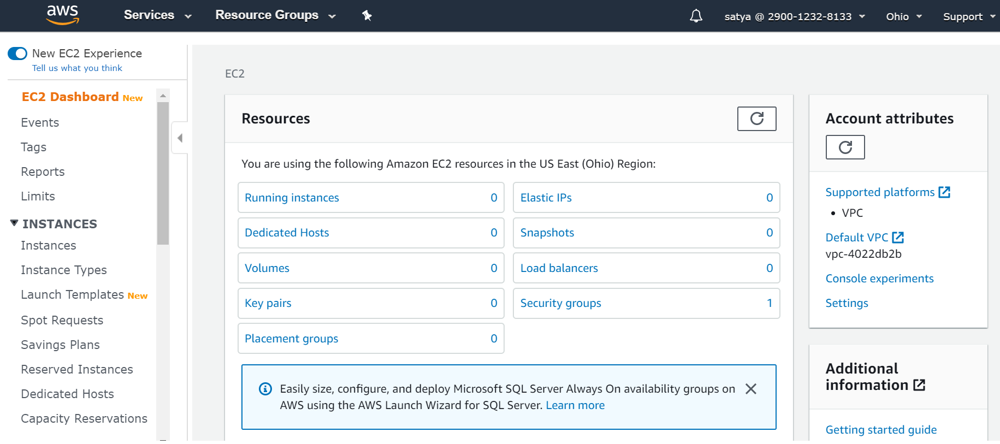 aws
Services
Resource Groups
satya @ 2900-1232-8133
Ohio
Support
New EC2 Experience
Tell us what you think
EC2 Dashboard New
Events
Tags
Reports
Limits
INSTANCES
Instances
Instance Types
Launch Templates New
Spot Requests
Savings Plans
Reserved Instances
Dedicated Hosts
Capacity Reservations
EC2
Resources
You are using the following Amazon EC2 resources in the US East (Ohio) Region:
Running instances 0
Elastic IPs 0
Dedicated Hosts 0
Snapshots 0
Volumes 0
Load balancers 0
Key pairs 0
Security groups 1
Placement groups 0
Easily size, configure, and deploy Microsoft SQL Server Always On availability groups on
AWS using the AWS Launch Wizard for SQL Server. Learn more
Account attributes
Supported platforms
• VPC
Default VPC
vpc-4022db2b
Console experiments
Settings
Additional
information
Getting started guide